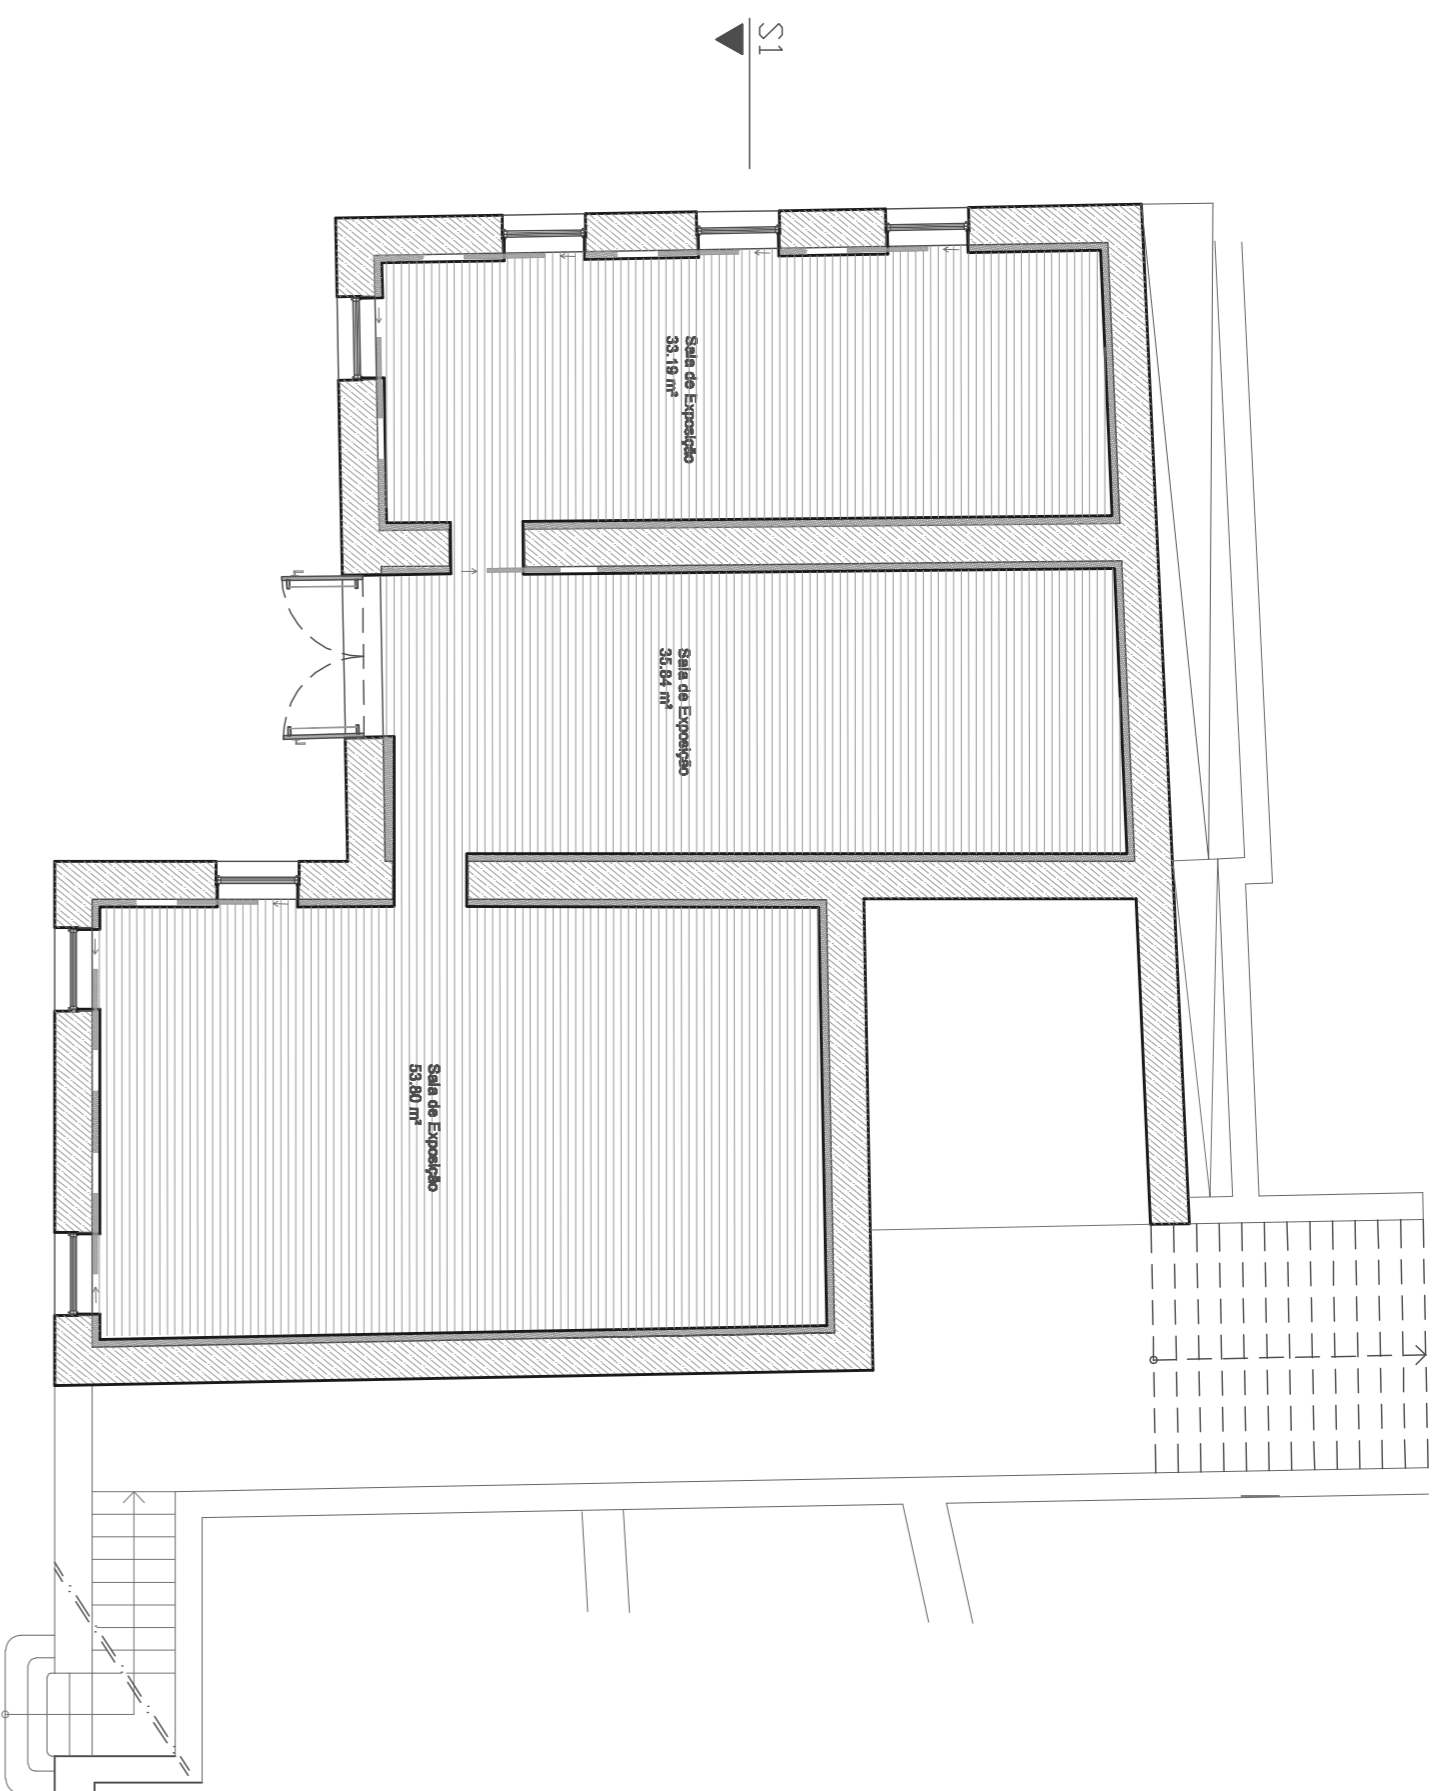 S1
Sala de Exposição
33.19 m²
Sala de Exposição
35.84 m²
Sala de Exposição
53.80 m²